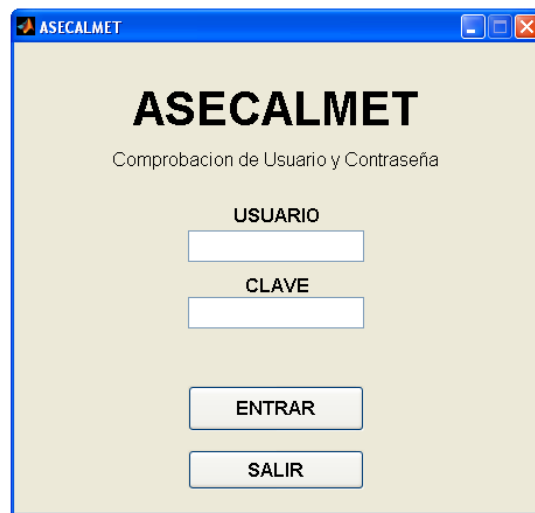 ASECALMET
ASECALMET
Comprobacion de Usuario y Contraseña
USUARIO
CLAVE
ENTRAR
SALIR